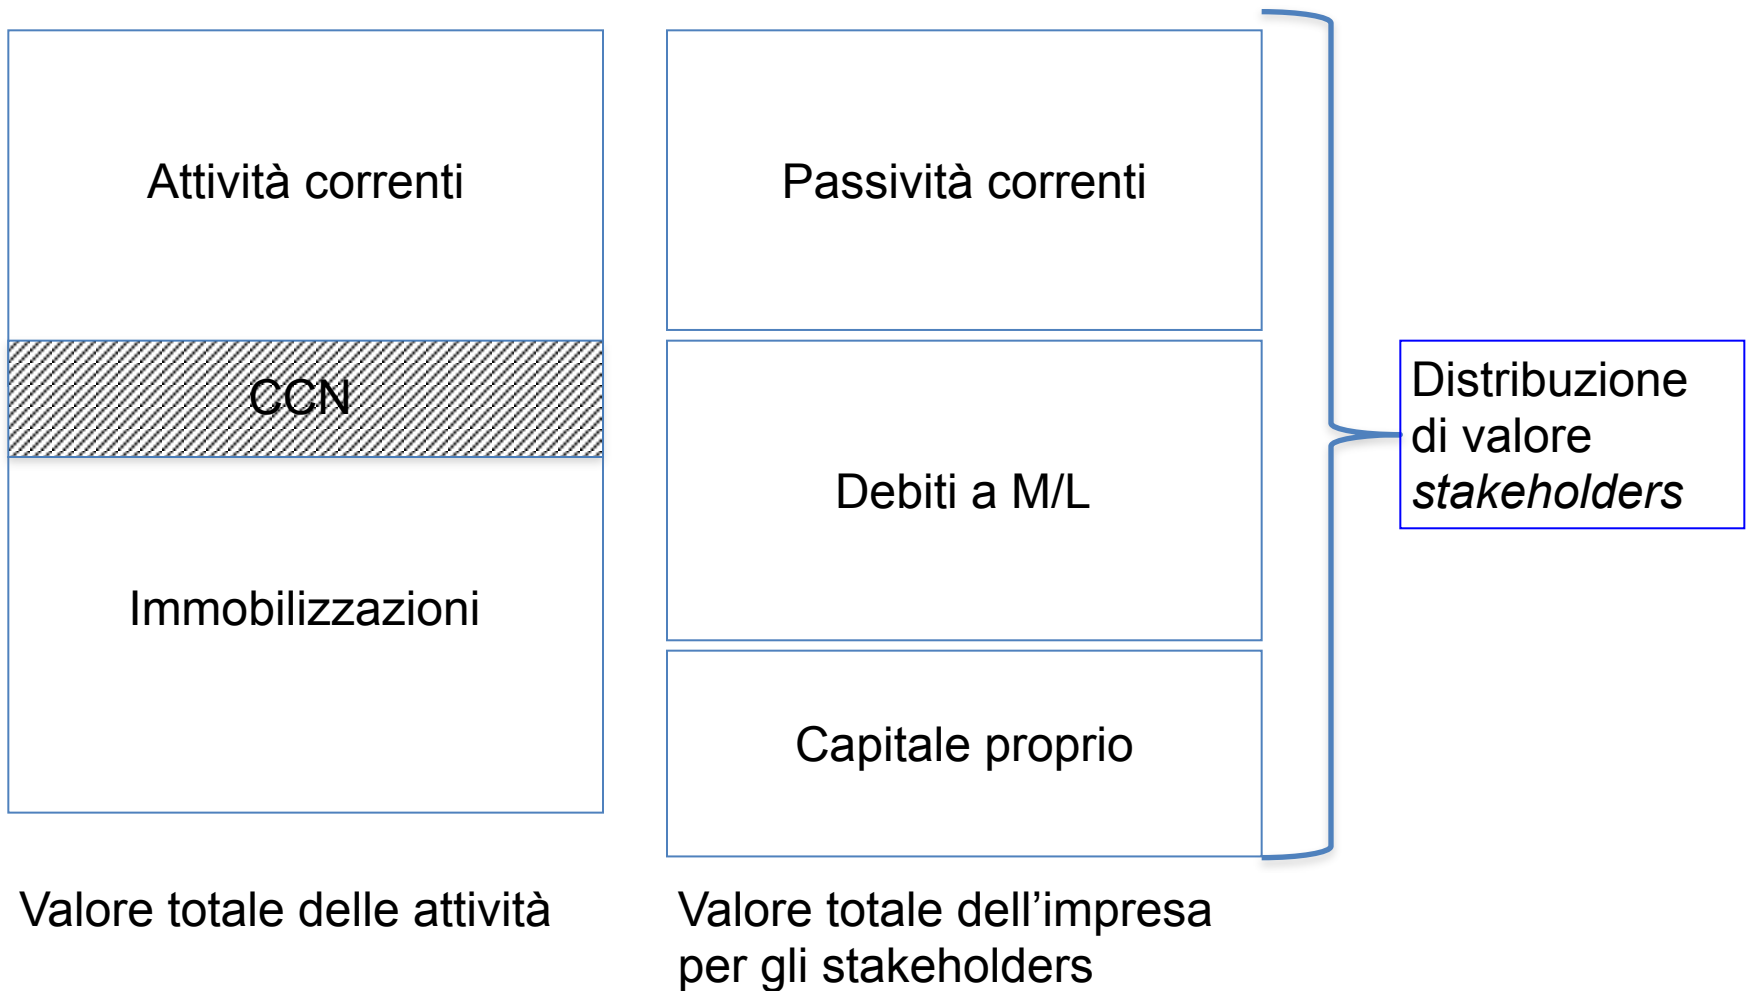 Attività correnti
CCN
Immobilizzazioni
Valore totale delle attività
Passività correnti
Debiti a M/L
Capitale proprio
Valore totale dell’impresa
per gli stakeholders
Distribuzione
di valore
stakeholders